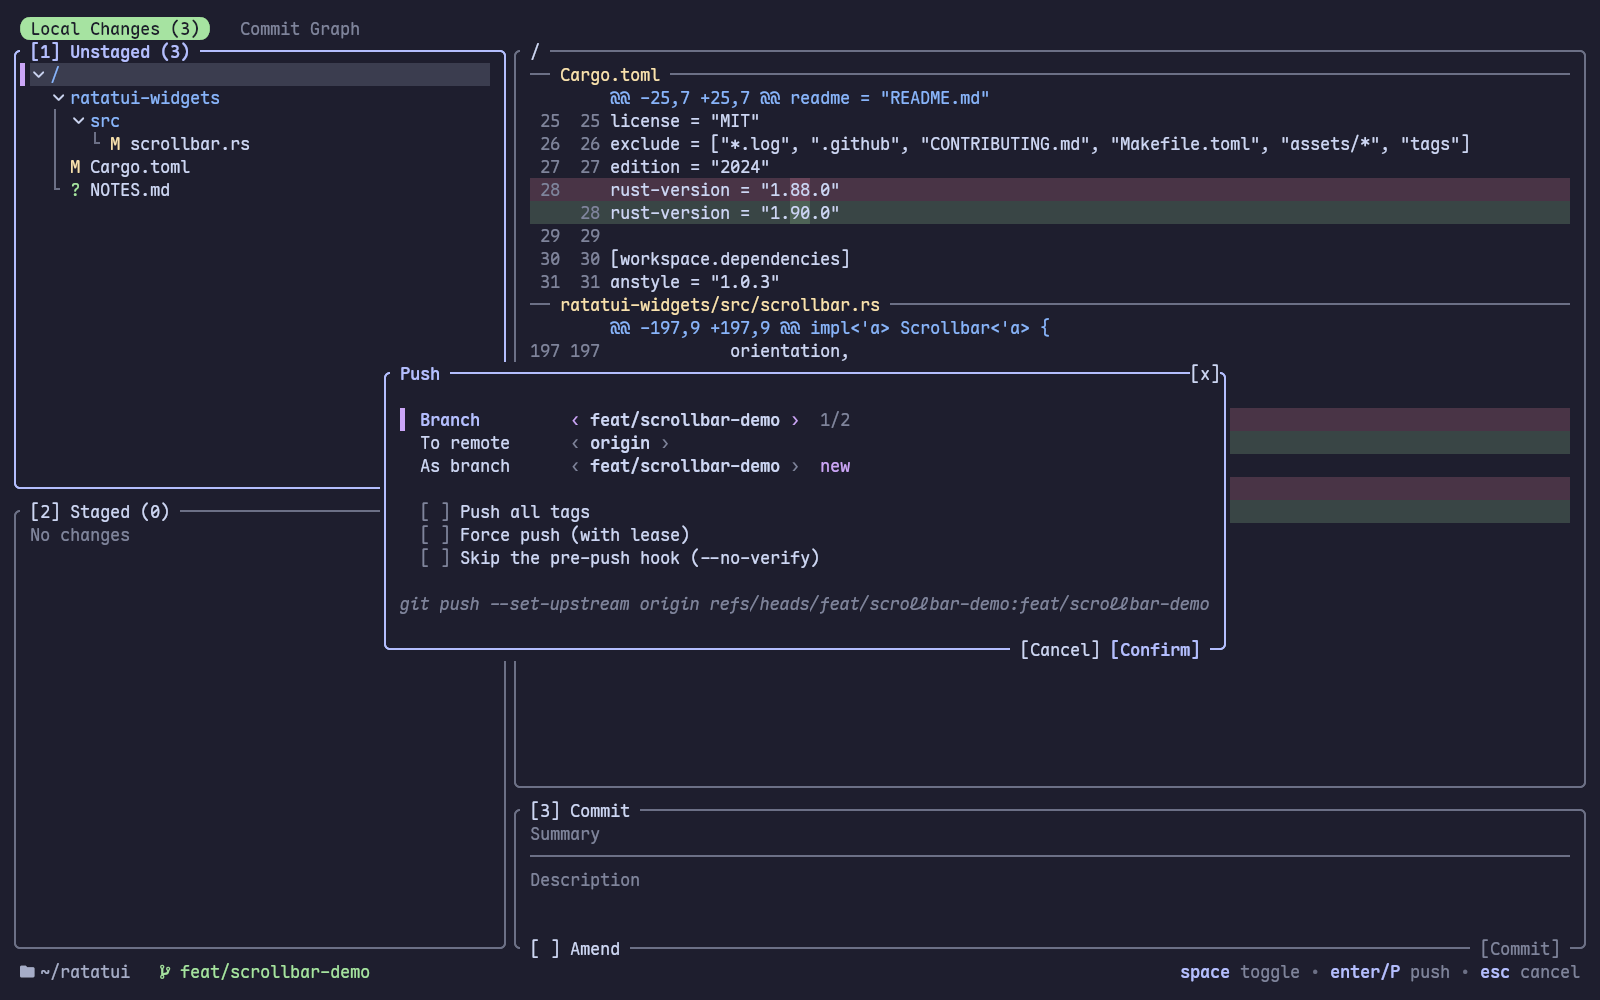 Local Changes (3) Commit Graph
[1] Unstaged (3)
/
ratatui-widgets
src
M scrollbar.rs
M Cargo.toml
? NOTES.md
[2] Staged (0)
No changes
/
Cargo.toml
@@ -25,7 +25,7 @@ readme = "README.md"
25 25 license = "MIT"
26 26 exclude = ["*.log", ".github", "CONTRIBUTING.md", "Makefile.toml", "assets/*", "tags"]
27 27 edition = "2024"
28 rust-version = "1.88.0"
28 rust-version = "1.90.0"
29 29
30 30 [workspace.dependencies]
31 31 anstyle = "1.0.3"
ratatui-widgets/src/scrollbar.rs
@@ -197,9 +197,9 @@ impl<'a> Scrollbar<'a> {
197 197 orientation,
Push [x]
Branch ‹ feat/scrollbar-demo › 1/2
To remote ‹ origin ›
As branch ‹ feat/scrollbar-demo › new
[ ] Push all tags
[ ] Force push (with lease)
[ ] Skip the pre-push hook (--no-verify)
git push --set-upstream origin refs/heads/feat/scrollbar-demo:feat/scrollbar-demo
[Cancel] [Confirm]
[3] Commit
Summary
Description
[ ] Amend [Commit]
~/ratatui feat/scrollbar-demo space toggle • enter/P push • esc cancel